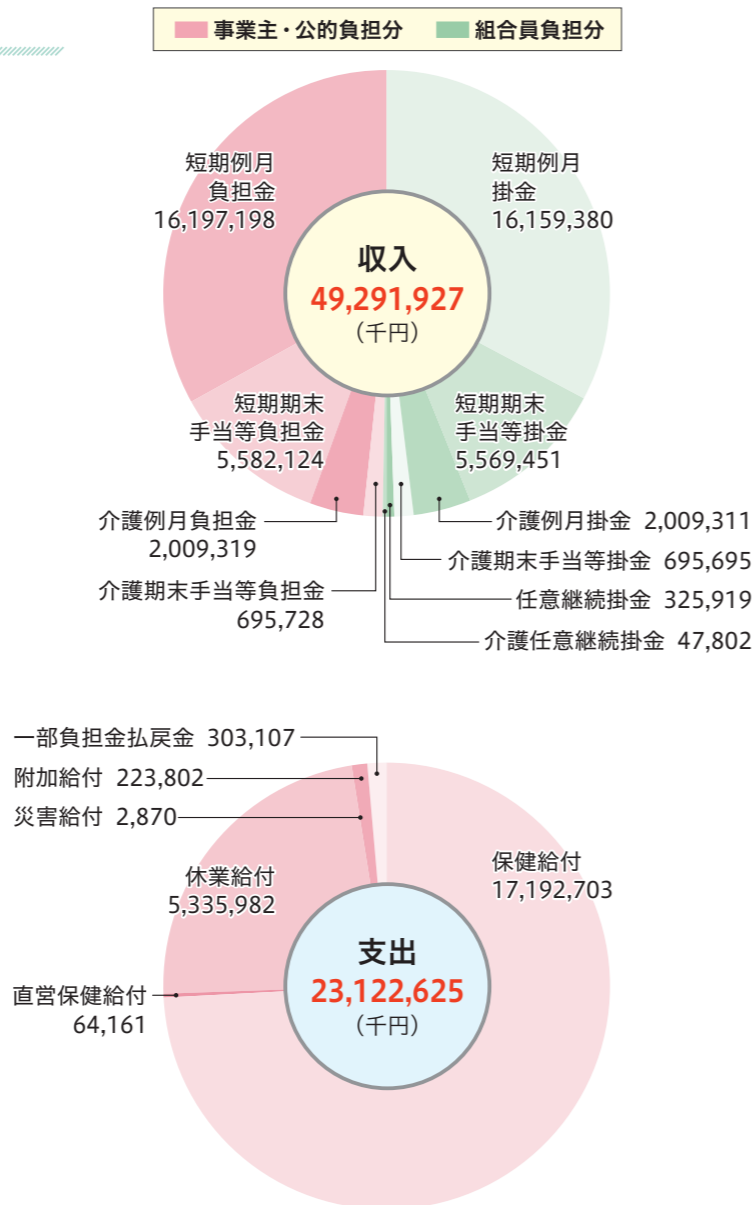 事業主・公的負担分 組合員負担分
短期例月
負担金
16,197,198
短期例月
掛金
16,159,380
収入
49,291,927
（千円）
短期期末
手当等負担金
5,582,124
短期期末
手当等掛金
5,569,451
介護例月負担金
2,009,319
介護期末手当等負担金
695,728
介護例月掛金 2,009,311
介護期末手当等掛金 695,695
任意継続掛金 325,919
介護任意継続掛金 47,802
一部負担金払戻金 303,107
附加給付 223,802
災害給付 2,870
休業給付
5,335,982
直営保健給付
64,161
保健給付
17,192,703
支出
23,122,625
（千円）